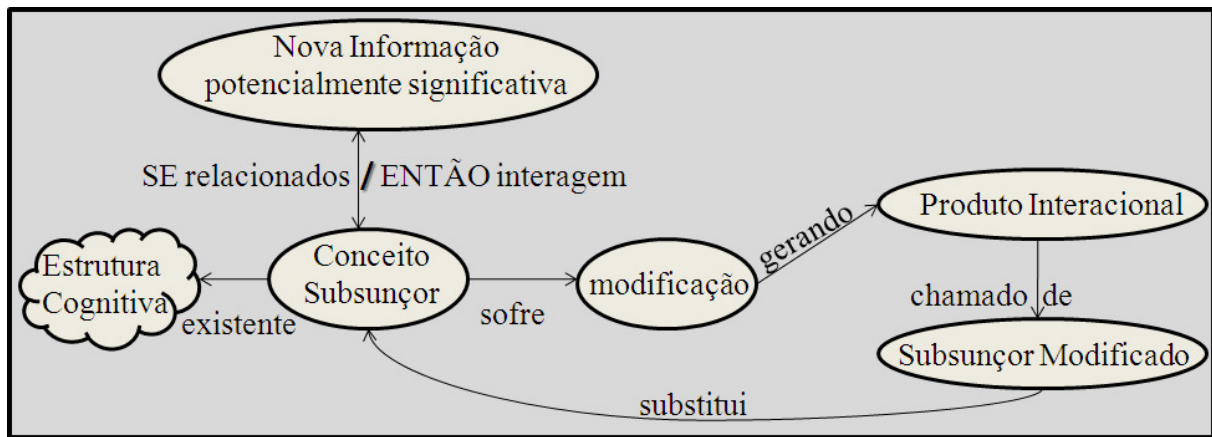 Nova Informação
potencialmente significativa
SE relacionados / ENTÃO interagem
Estrutura
Cognitiva
existente
Conceito
Subsunçor
sofre
modificação
gerando
Produto Interacional
chamado de
Subsunçor Modificado
substitui